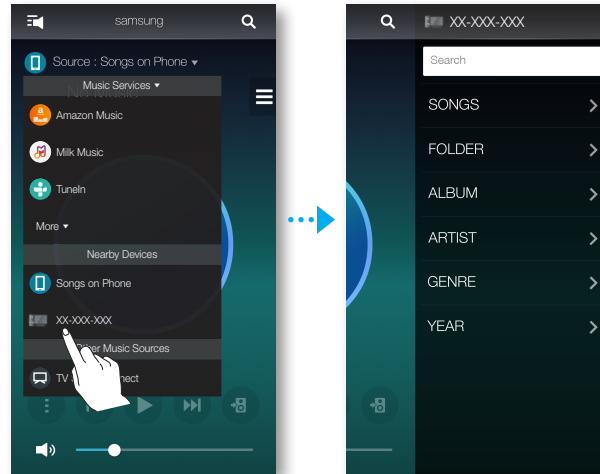 samsung
Source : Songs on Phone
Music Services
Amazon Music
Milk Music
TuneIn
More
Nearby Devices
Songs on Phone
XX-XXX-XXX
Other Music Sources
TV
XX-XXX-XXX
Search
SONGS
FOLDER
ALBUM
ARTIST
GENRE
YEAR